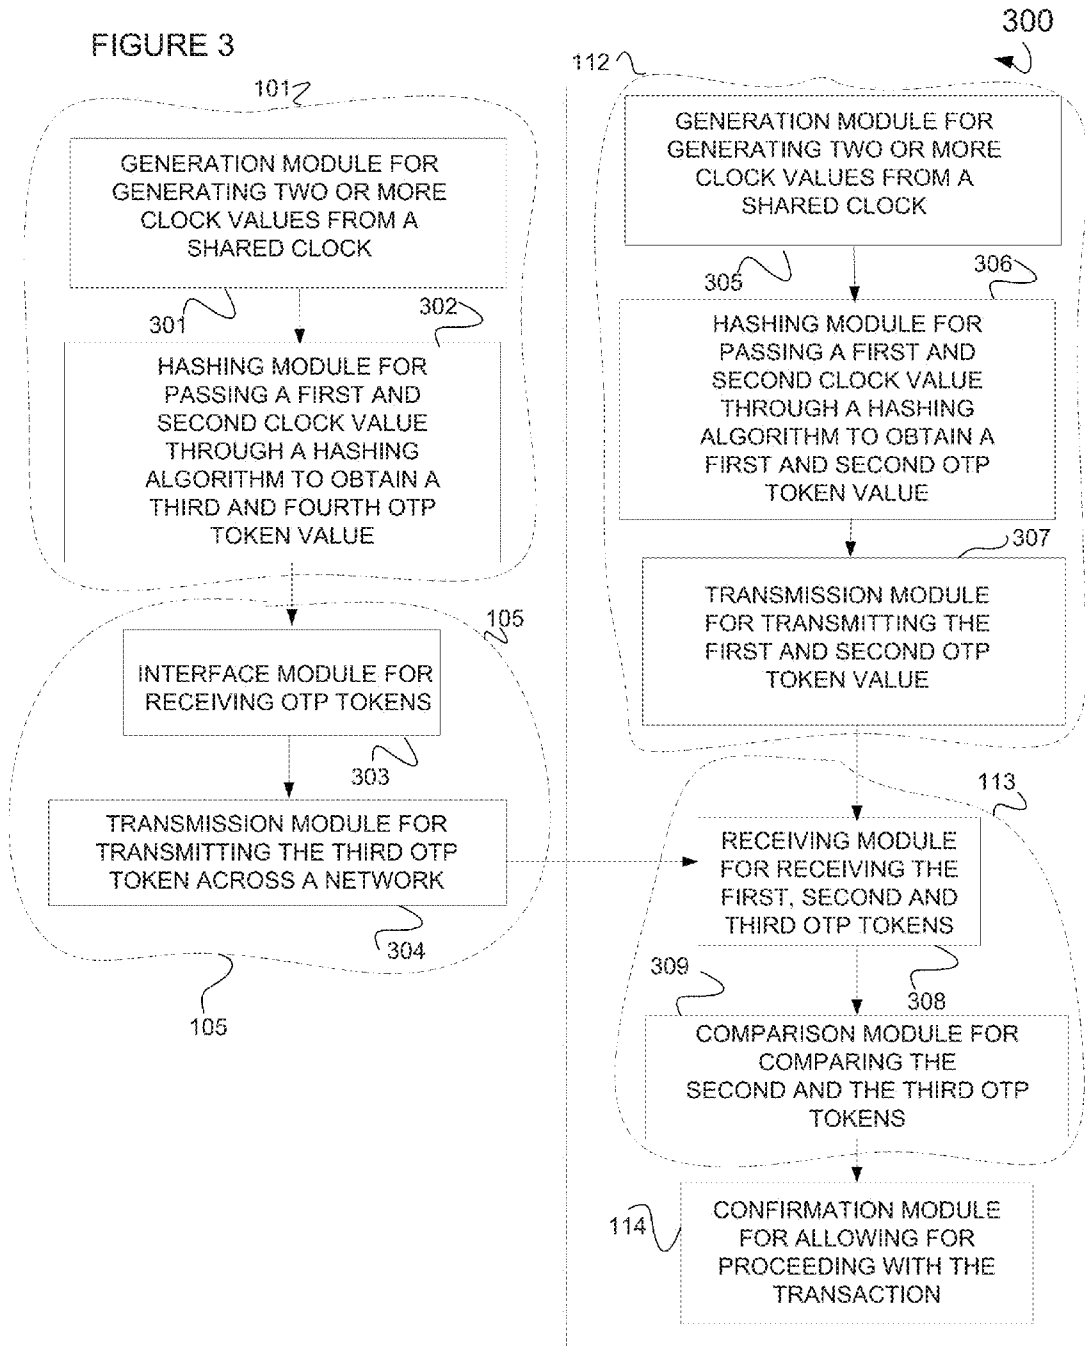 FIGURE 3
300
101
GENERATION MODULE FOR
GENERATING TWO OR MORE
CLOCK VALUES FROM A
SHARED CLOCK
301
302
HASHING MODULE FOR
PASSING A FIRST AND
SECOND CLOCK VALUE
THROUGH A HASHING
ALGORITHM TO OBTAIN A
THIRD AND FOURTH OTP
TOKEN VALUE
105
INTERFACE MODULE FOR
RECEIVING OTP TOKENS
303
TRANSMISSION MODULE FOR
TRANSMITTING THE THIRD OTP
TOKEN ACROSS A NETWORK
304
105
112
GENERATION MODULE FOR
GENERATING TWO OR MORE
CLOCK VALUES FROM A
SHARED CLOCK
305
306
HASHING MODULE FOR
PASSING A FIRST AND
SECOND CLOCK VALUE
THROUGH A HASHING
ALGORITHM TO OBTAIN A
FIRST AND SECOND OTP
TOKEN VALUE
307
TRANSMISSION MODULE
FOR TRANSMITTING THE
FIRST AND SECOND OTP
TOKEN VALUE
113
RECEIVING MODULE
FOR RECEIVING THE
FIRST, SECOND AND
THIRD OTP TOKENS
309
308
COMPARISON MODULE FOR
COMPARING THE
SECOND AND THE THIRD OTP
TOKENS
114
CONFIRMATION MODULE
FOR ALLOWING FOR
PROCEEDING WITH THE
TRANSACTION